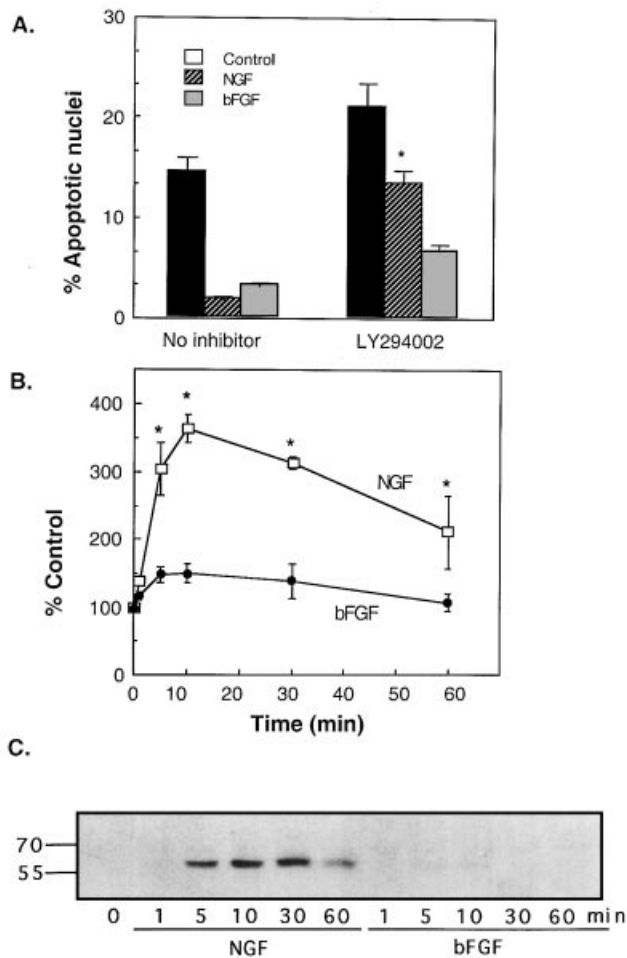 A.
30
20
10
0
% Apoptotic nuclei
Control
NGF
bFGF
*
No inhibitor
LY294002
B.
400
300
200
100
0
% Control
*
*
*
*
NGF
bFGF
0 10 20 30 40 50 60
Time (min)
C.
70
55
0 1 5 10 30 60 1 5 10 30 60 min
NGF bFGF